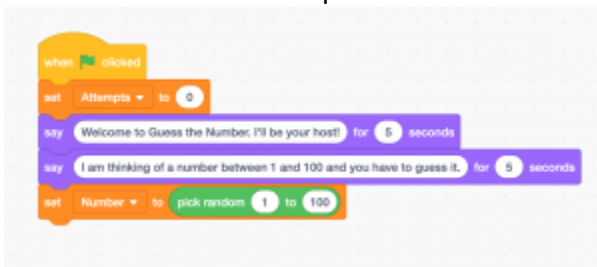 when clicked
set Attempts to 0
say Welcome to Guess the Number. I'll be your host! for 5 seconds
say I am thinking of a number between 1 and 100 and you have to guess it. for 5 seconds
set Number to pick random 1 to 100